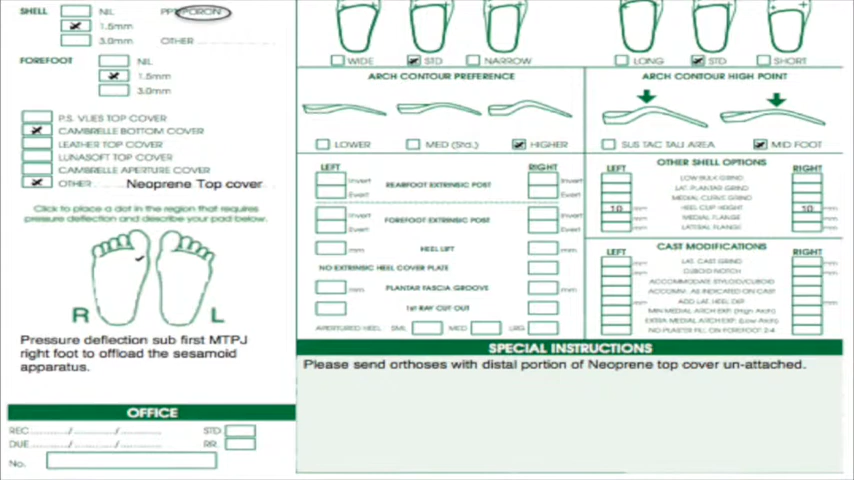 SHELL NIL PPT/PORON
1.5mm
3.0mm OTHER
FOREFOOT NIL
1.5mm
3.0mm
P.S. VLIES TOP COVER
CAMBRELLE BOTTOM COVER
LEATHER TOP COVER
LUNASOFT TOP COVER
CAMBRELLE APERTURE COVER
OTHER Neoprene Top cover
Click to place a dot in the region that requires
pressure deflection and describe your pad below.
R L
Pressure deflection sub first MTPJ
right foot to offload the sesamoid
apparatus.
OFFICE
REC ....../....../...... STD
DUE ....../....../...... RR
No.
WIDE STD NARROW
LONG STD SHORT
ARCH CONTOUR PREFERENCE
LOWER MED (Std.) HIGHER
ARCH CONTOUR HIGH POINT
SUS TAC TALI AREA MID FOOT
LEFT RIGHT
Invert Invert
REARFOOT EXTRINSIC POST
Evert Evert
Invert Invert
FOREFOOT EXTRINSIC POST
Evert Evert
mm HEEL LIFT mm
NO EXTRINSIC HEEL COVER PLATE
mm PLANTAR FASCIA GROOVE mm
1st RAY CUT OUT
APERTURED HEEL SML MED LRG
OTHER SHELL OPTIONS
LEFT RIGHT
LOW BULK GRIND
LAT. PLANTAR GRIND
MEDIAL CURVE GRIND
10 mm HEEL CUP HEIGHT 10 mm
MEDIAL FLANGE
LATERAL FLANGE
CAST MODIFICATIONS
LEFT RIGHT
LAT. CAST GRIND
CUBOID NOTCH
ACCOMMODATE STYLOID/CUBOID
ACCOMM. AS INDICATED ON CAST
ADD LAT. HEEL EXP.
MIN MEDIAL ARCH EXP. (High Arch)
EXTRA MEDIAL ARCH EXP. (Low Arch)
NO PLASTER FILL ON FOREFOOT 2-4
SPECIAL INSTRUCTIONS
Please send orthoses with distal portion of Neoprene top cover un-attached.